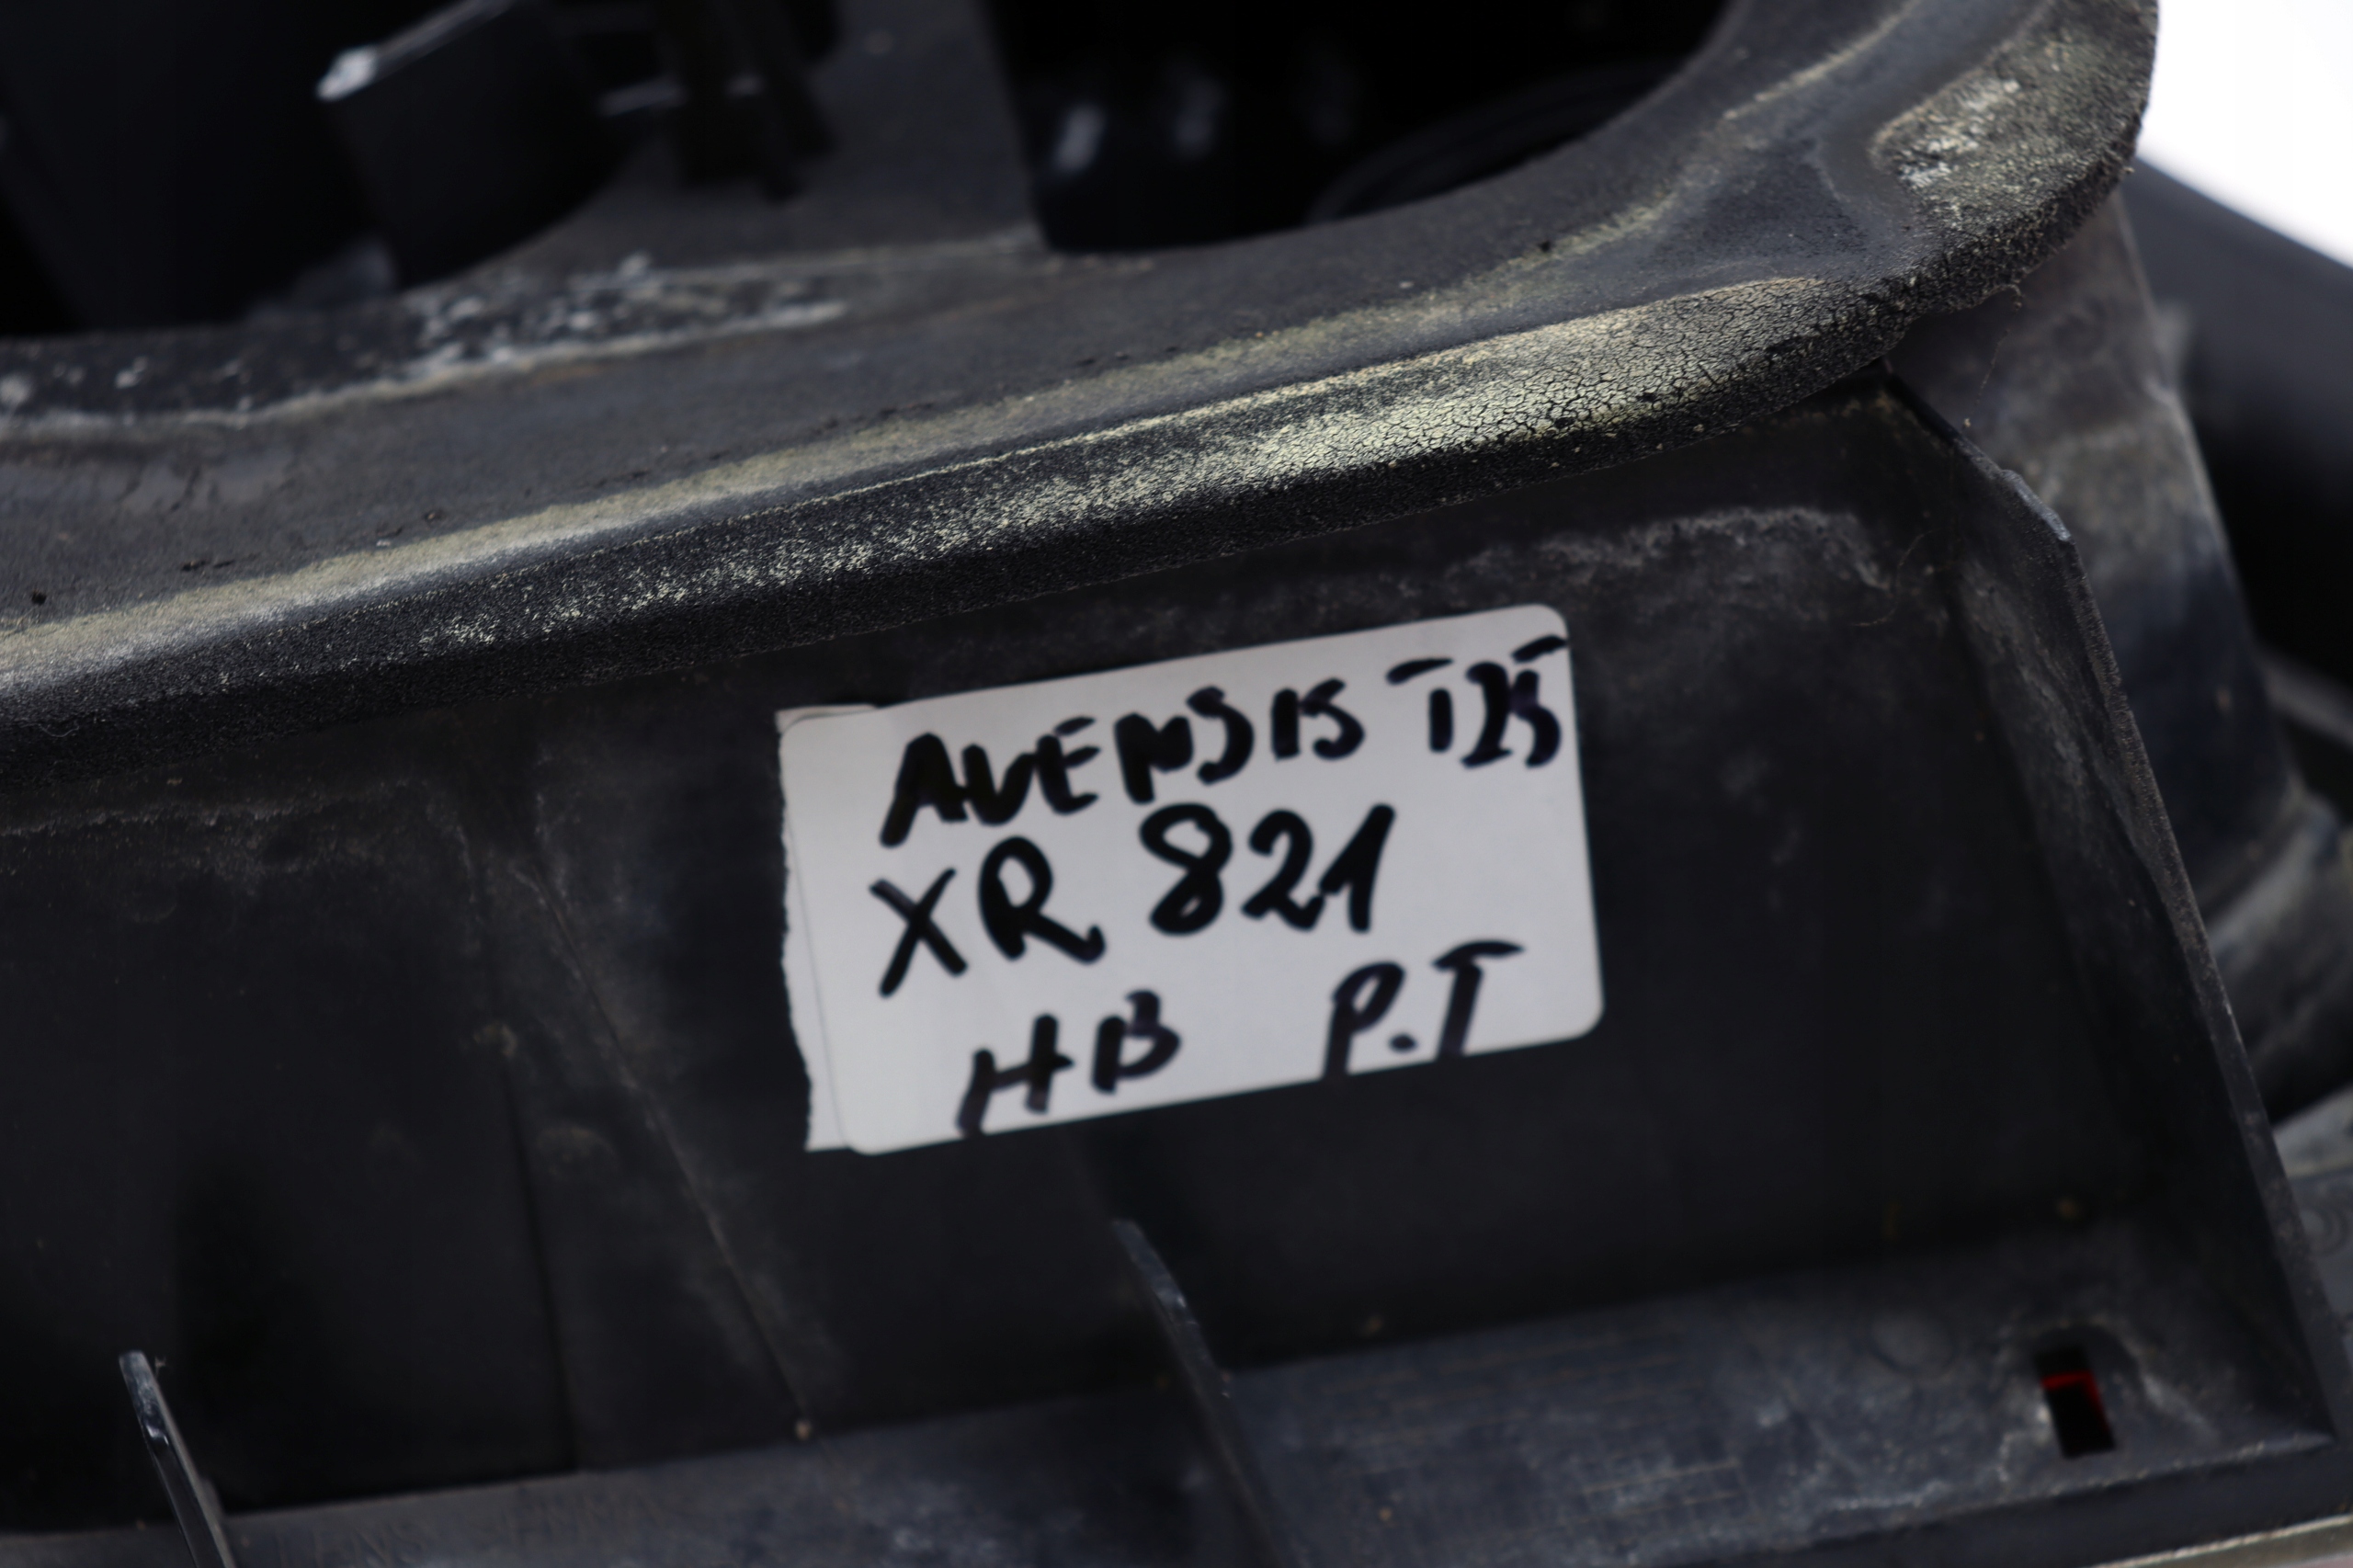 AVENSIS T25
XR 821
HB P.T